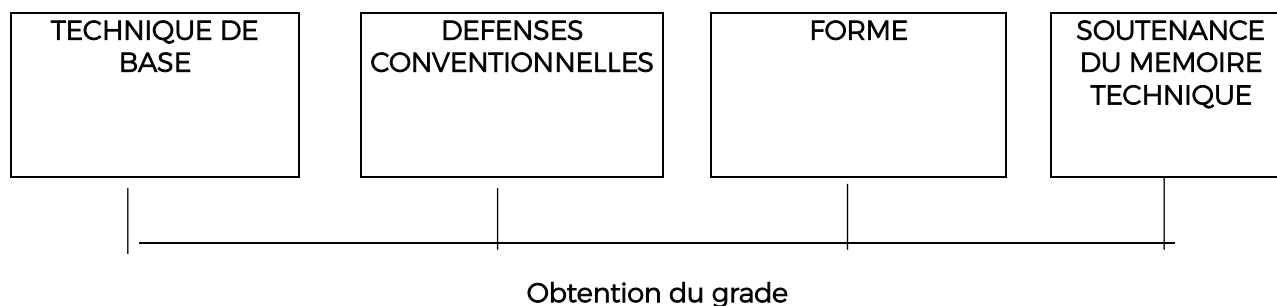 TECHNIQUE DE
BASE
DEFENSES
CONVENTIONNELLES
FORME
SOUTENANCE
DU MEMOIRE
TECHNIQUE
Obtention du grade